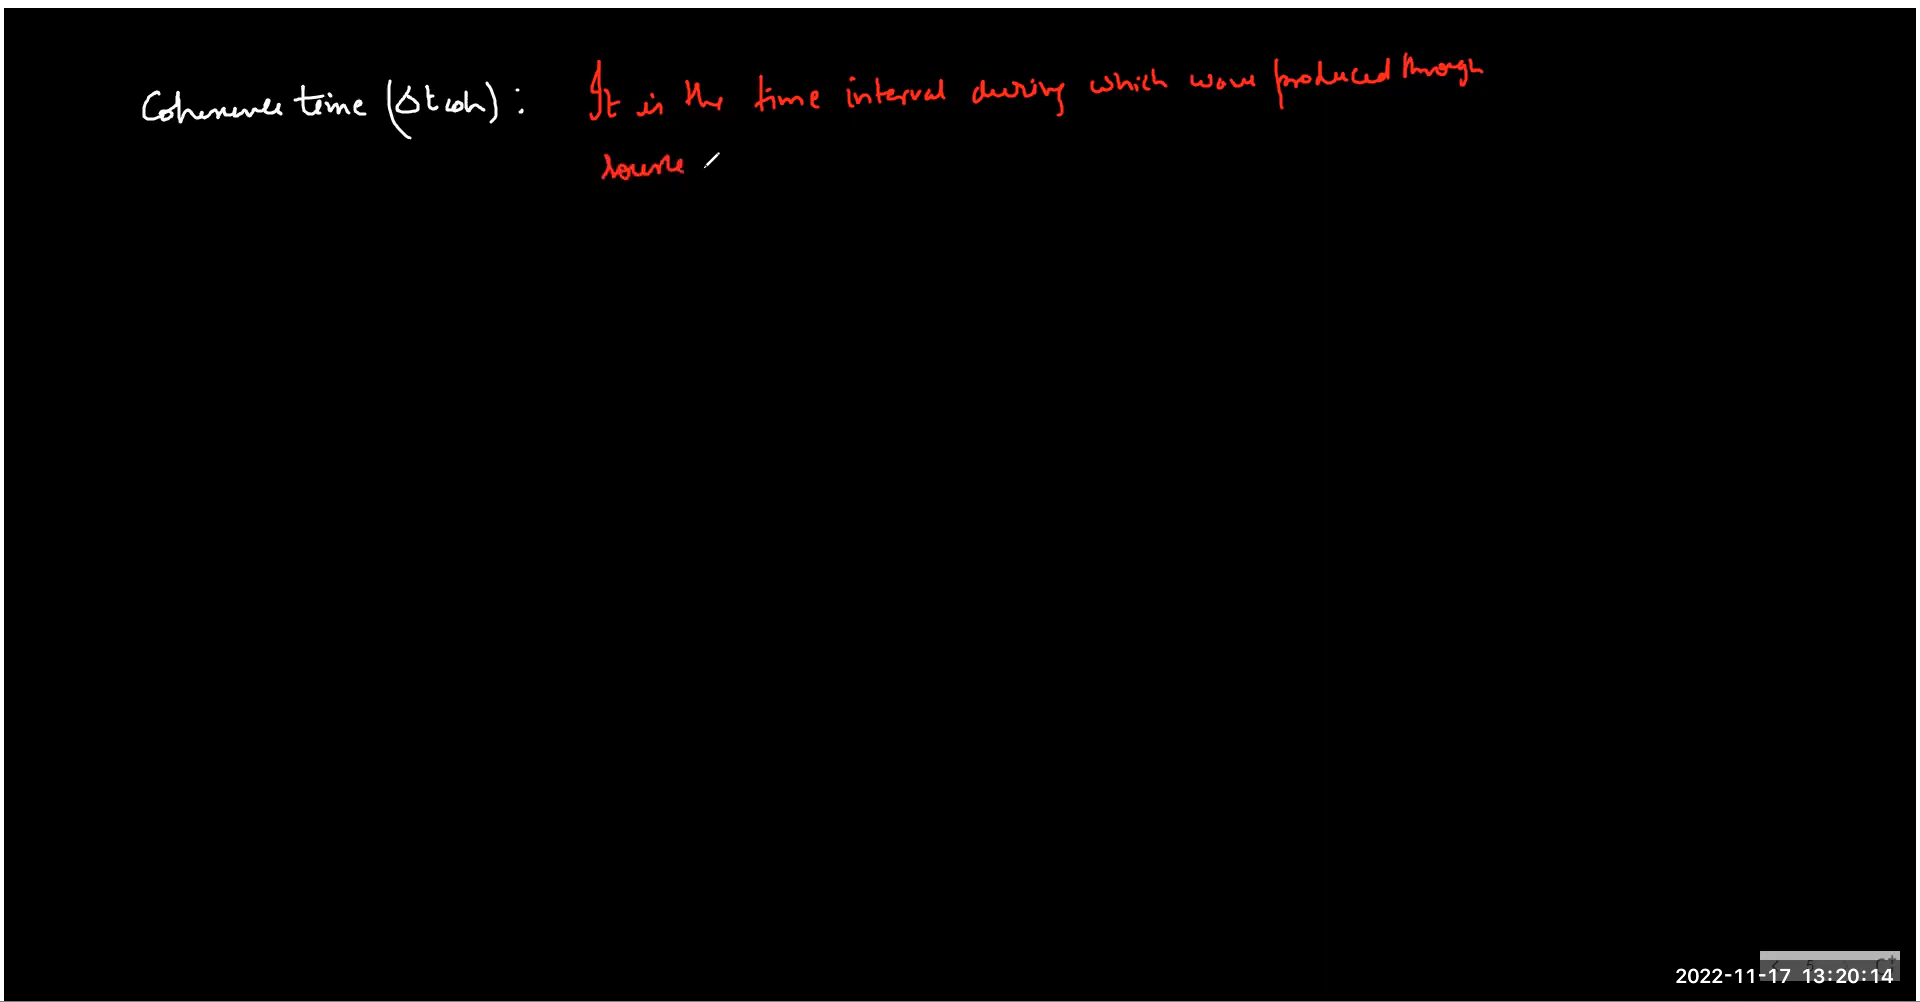 Coherence time (Δt coh) : It is the time interval during which wave produced through
source
2022-11-17 13:20:14